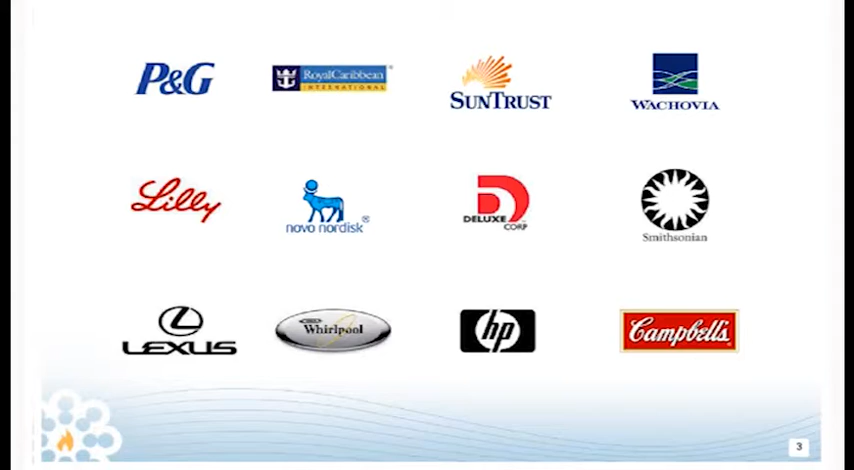 P&G
RoyalCaribbean
INTERNATIONAL
SUNTRUST
WACHOVIA
Lilly
novo nordisk
DELUXE
CORP
Smithsonian
LEXUS
Whirlpool
hp
Campbell's
3